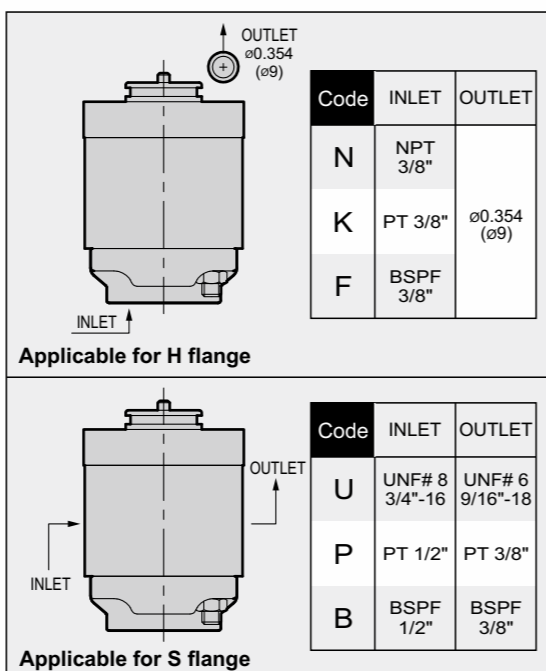 OUTLET
ø0.354
(ø9)
INLET
Applicable for H flange
Code INLET OUTLET
N NPT 3/8" ø0.354 (ø9)
K PT 3/8"
F BSPF 3/8"
OUTLET
INLET
Applicable for S flange
Code INLET OUTLET
U UNF# 8 3/4"-16 UNF# 6 9/16"-18
P PT 1/2" PT 3/8"
B BSPF 1/2" BSPF 3/8"